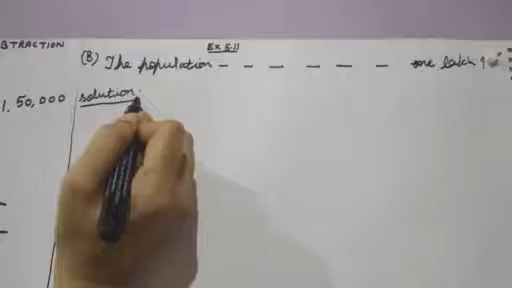 BTRACTION
Ex 5.11
(B) The population - - - - - - one lakh ?
1,50,000
solution: